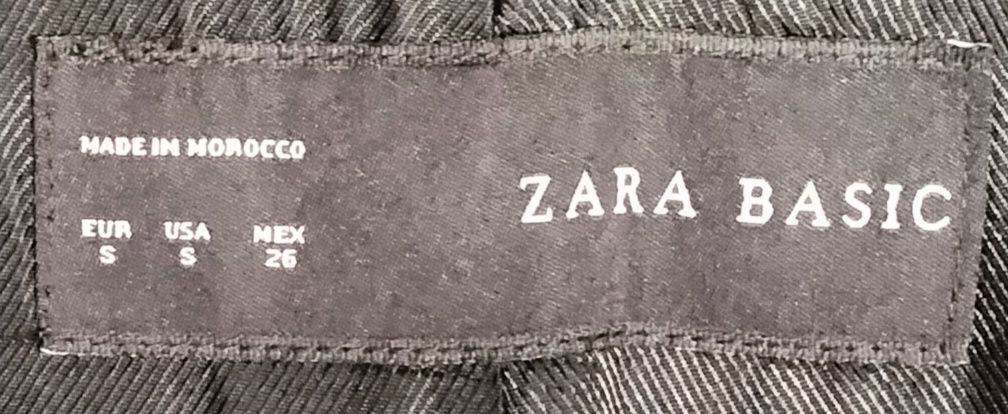 MADE IN MOROCCO
EUR USA MEX
S S 26
ZARA BASIC